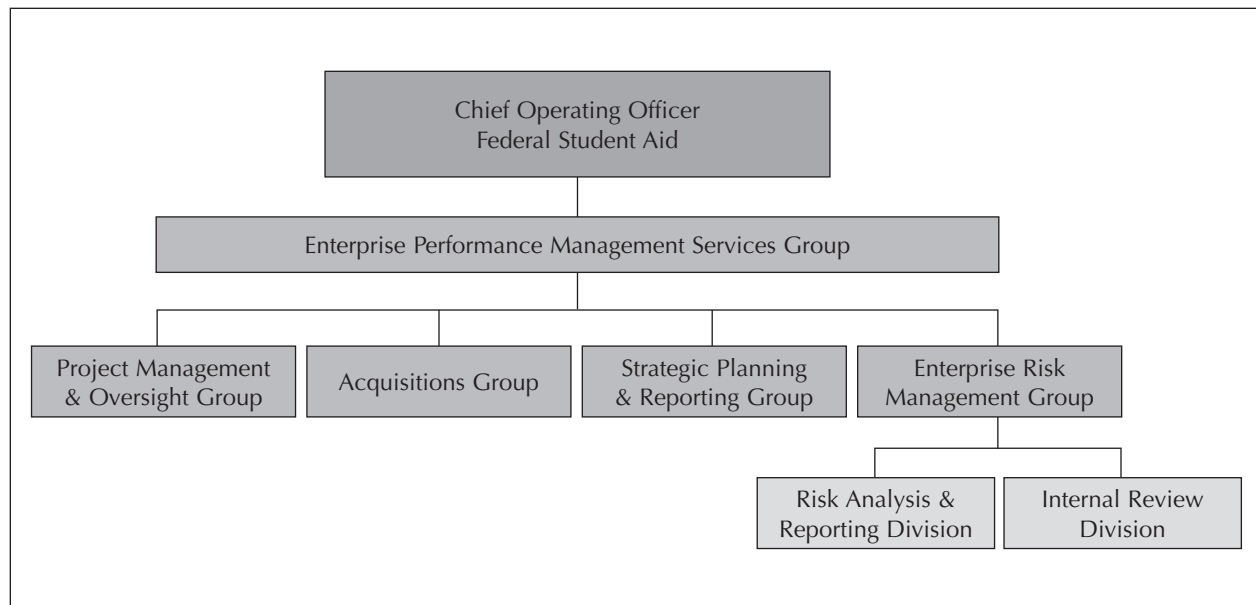 Chief Operating Officer
Federal Student Aid
Enterprise Performance Management Services Group
Project Management
& Oversight Group
Acquisitions Group
Strategic Planning
& Reporting Group
Enterprise Risk
Management Group
Risk Analysis &
Reporting Division
Internal Review
Division